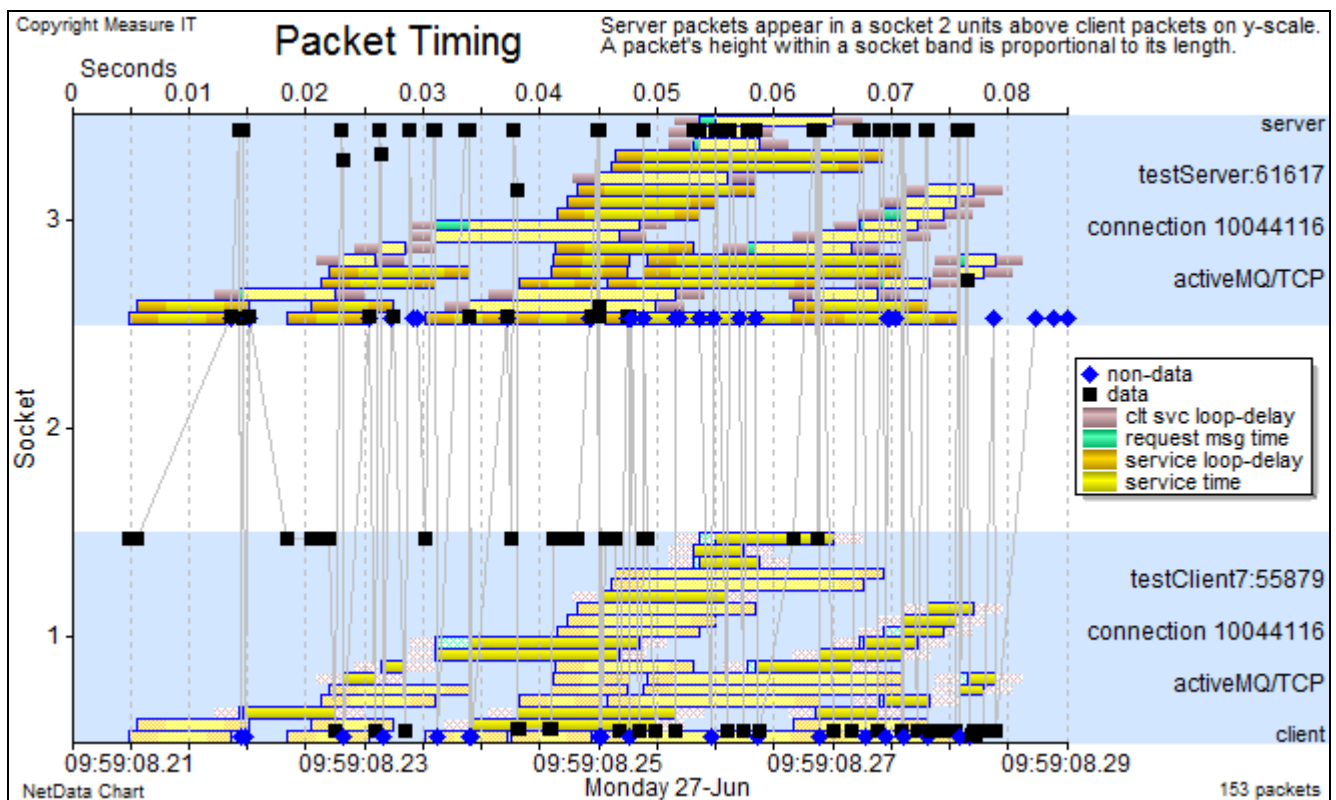 Copyright Measure IT
Packet Timing
Server packets appear in a socket 2 units above client packets on y-scale.
A packet's height within a socket band is proportional to its length.
Seconds
0 0.01 0.02 0.03 0.04 0.05 0.06 0.07 0.08
server
testServer:61617
3
connection 10044116
activeMQ/TCP
non-data
data
clt svc loop-delay
request msg time
service loop-delay
service time
2
Socket
testClient7:55879
1
connection 10044116
activeMQ/TCP
client
09:59:08.21 09:59:08.23 09:59:08.25 09:59:08.27 09:59:08.29
Monday 27-Jun
NetData Chart
153 packets